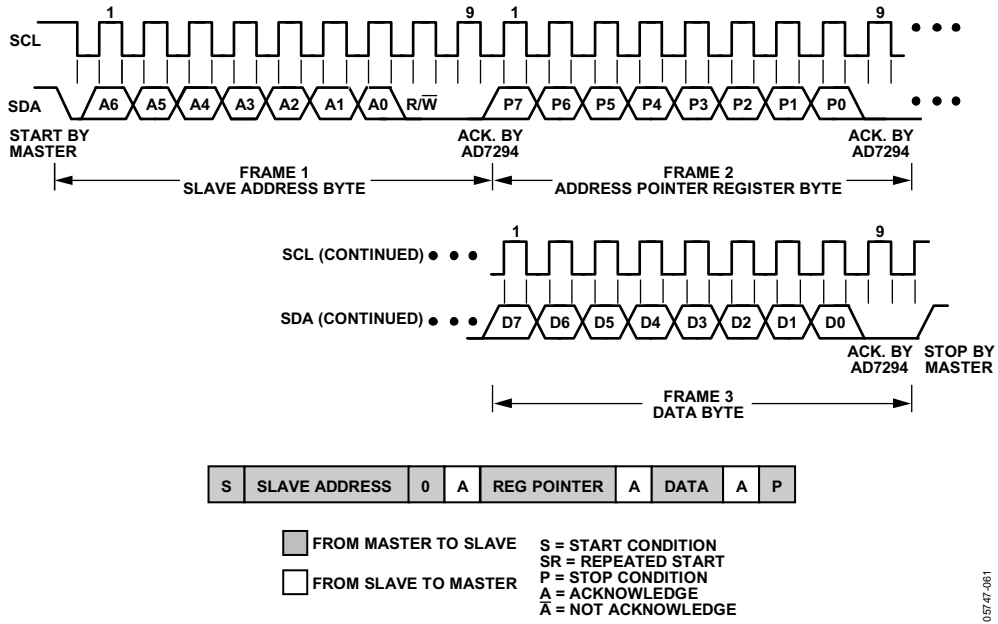 1 9 1 9
SCL
SDA A6 A5 A4 A3 A2 A1 A0 R/W̅ P7 P6 P5 P4 P3 P2 P1 P0
START BY MASTER
ACK. BY AD7294
ACK. BY AD7294
FRAME 1
SLAVE ADDRESS BYTE
FRAME 2
ADDRESS POINTER REGISTER BYTE
1 9
SCL (CONTINUED)
SDA (CONTINUED) D7 D6 D5 D4 D3 D2 D1 D0
ACK. BY AD7294
STOP BY MASTER
FRAME 3
DATA BYTE
S SLAVE ADDRESS 0 A REG POINTER A DATA A P
FROM MASTER TO SLAVE
FROM SLAVE TO MASTER
S = START CONDITION
SR = REPEATED START
P = STOP CONDITION
A = ACKNOWLEDGE
A̅ = NOT ACKNOWLEDGE
05747-061